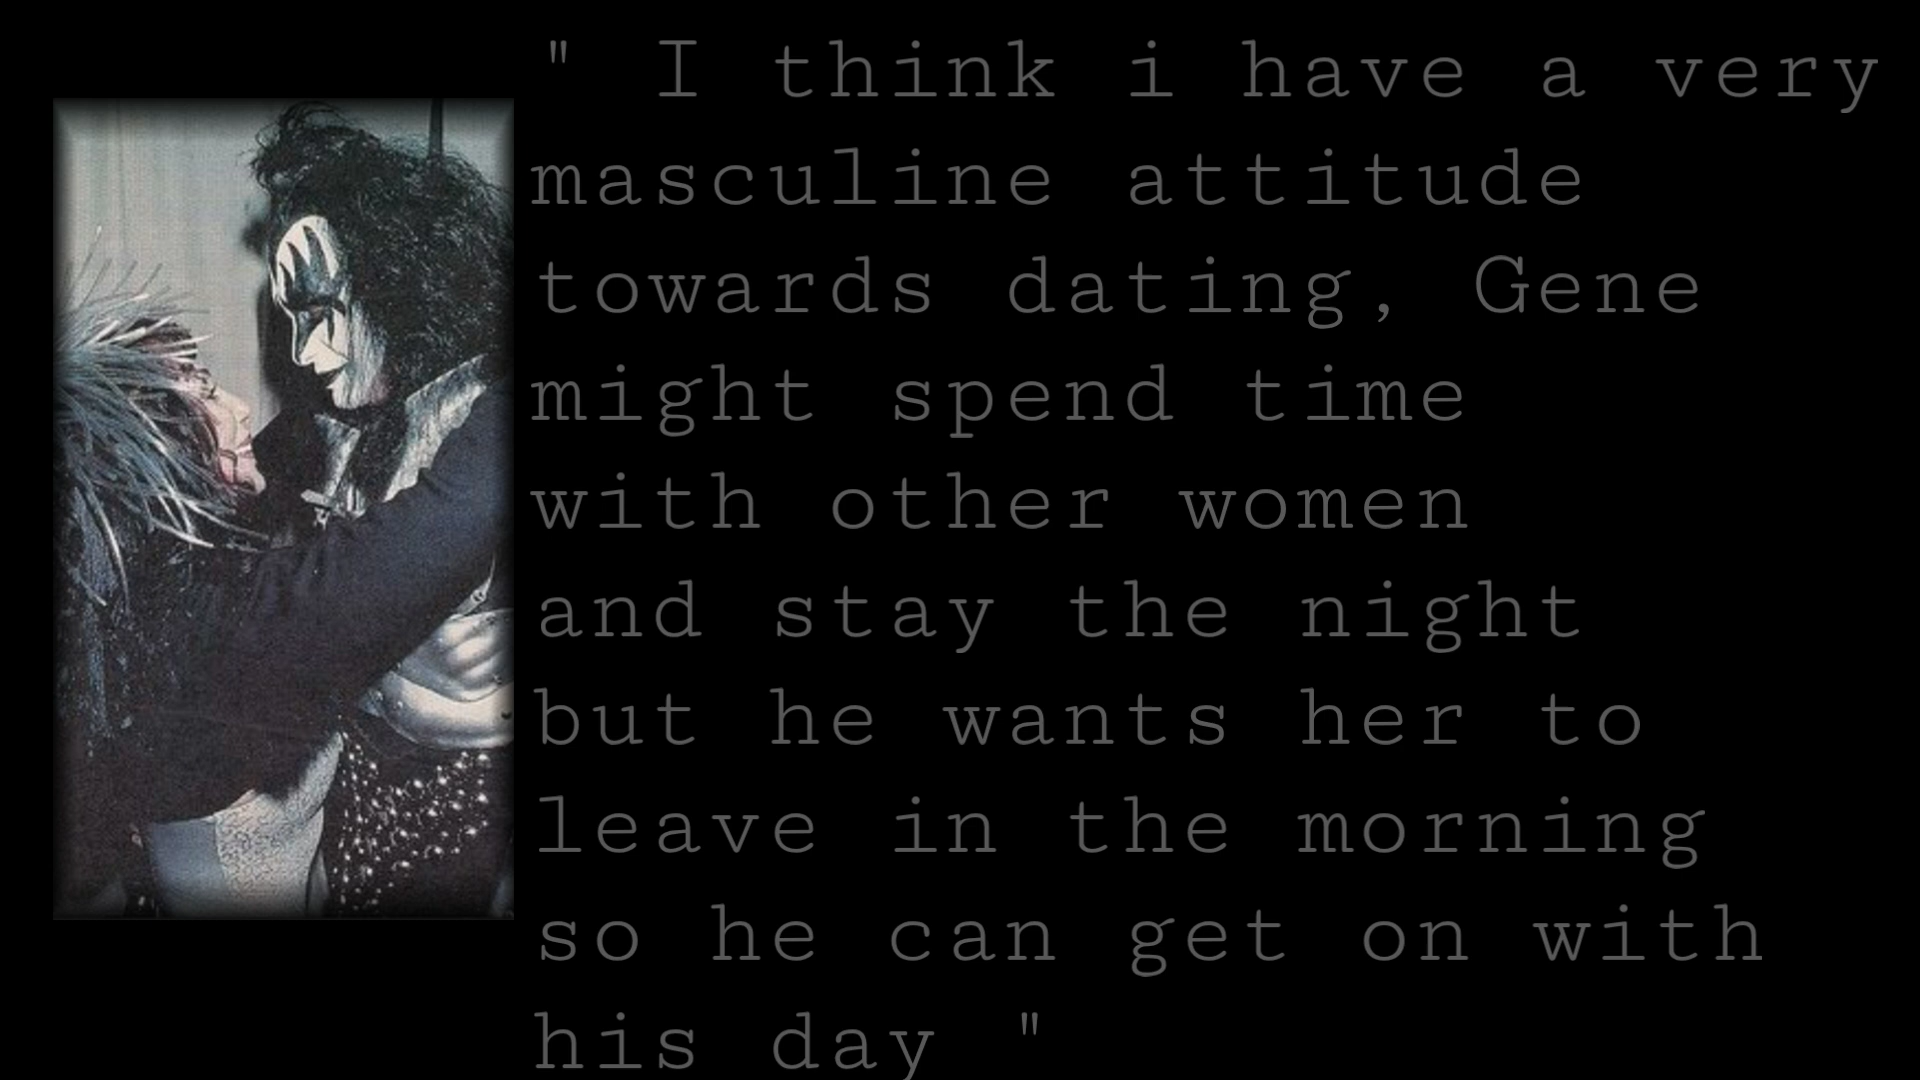 " I think i have a very
masculine attitude
towards dating, Gene
might spend time
with other women
and stay the night
but he wants her to
leave in the morning
so he can get on with
his day "